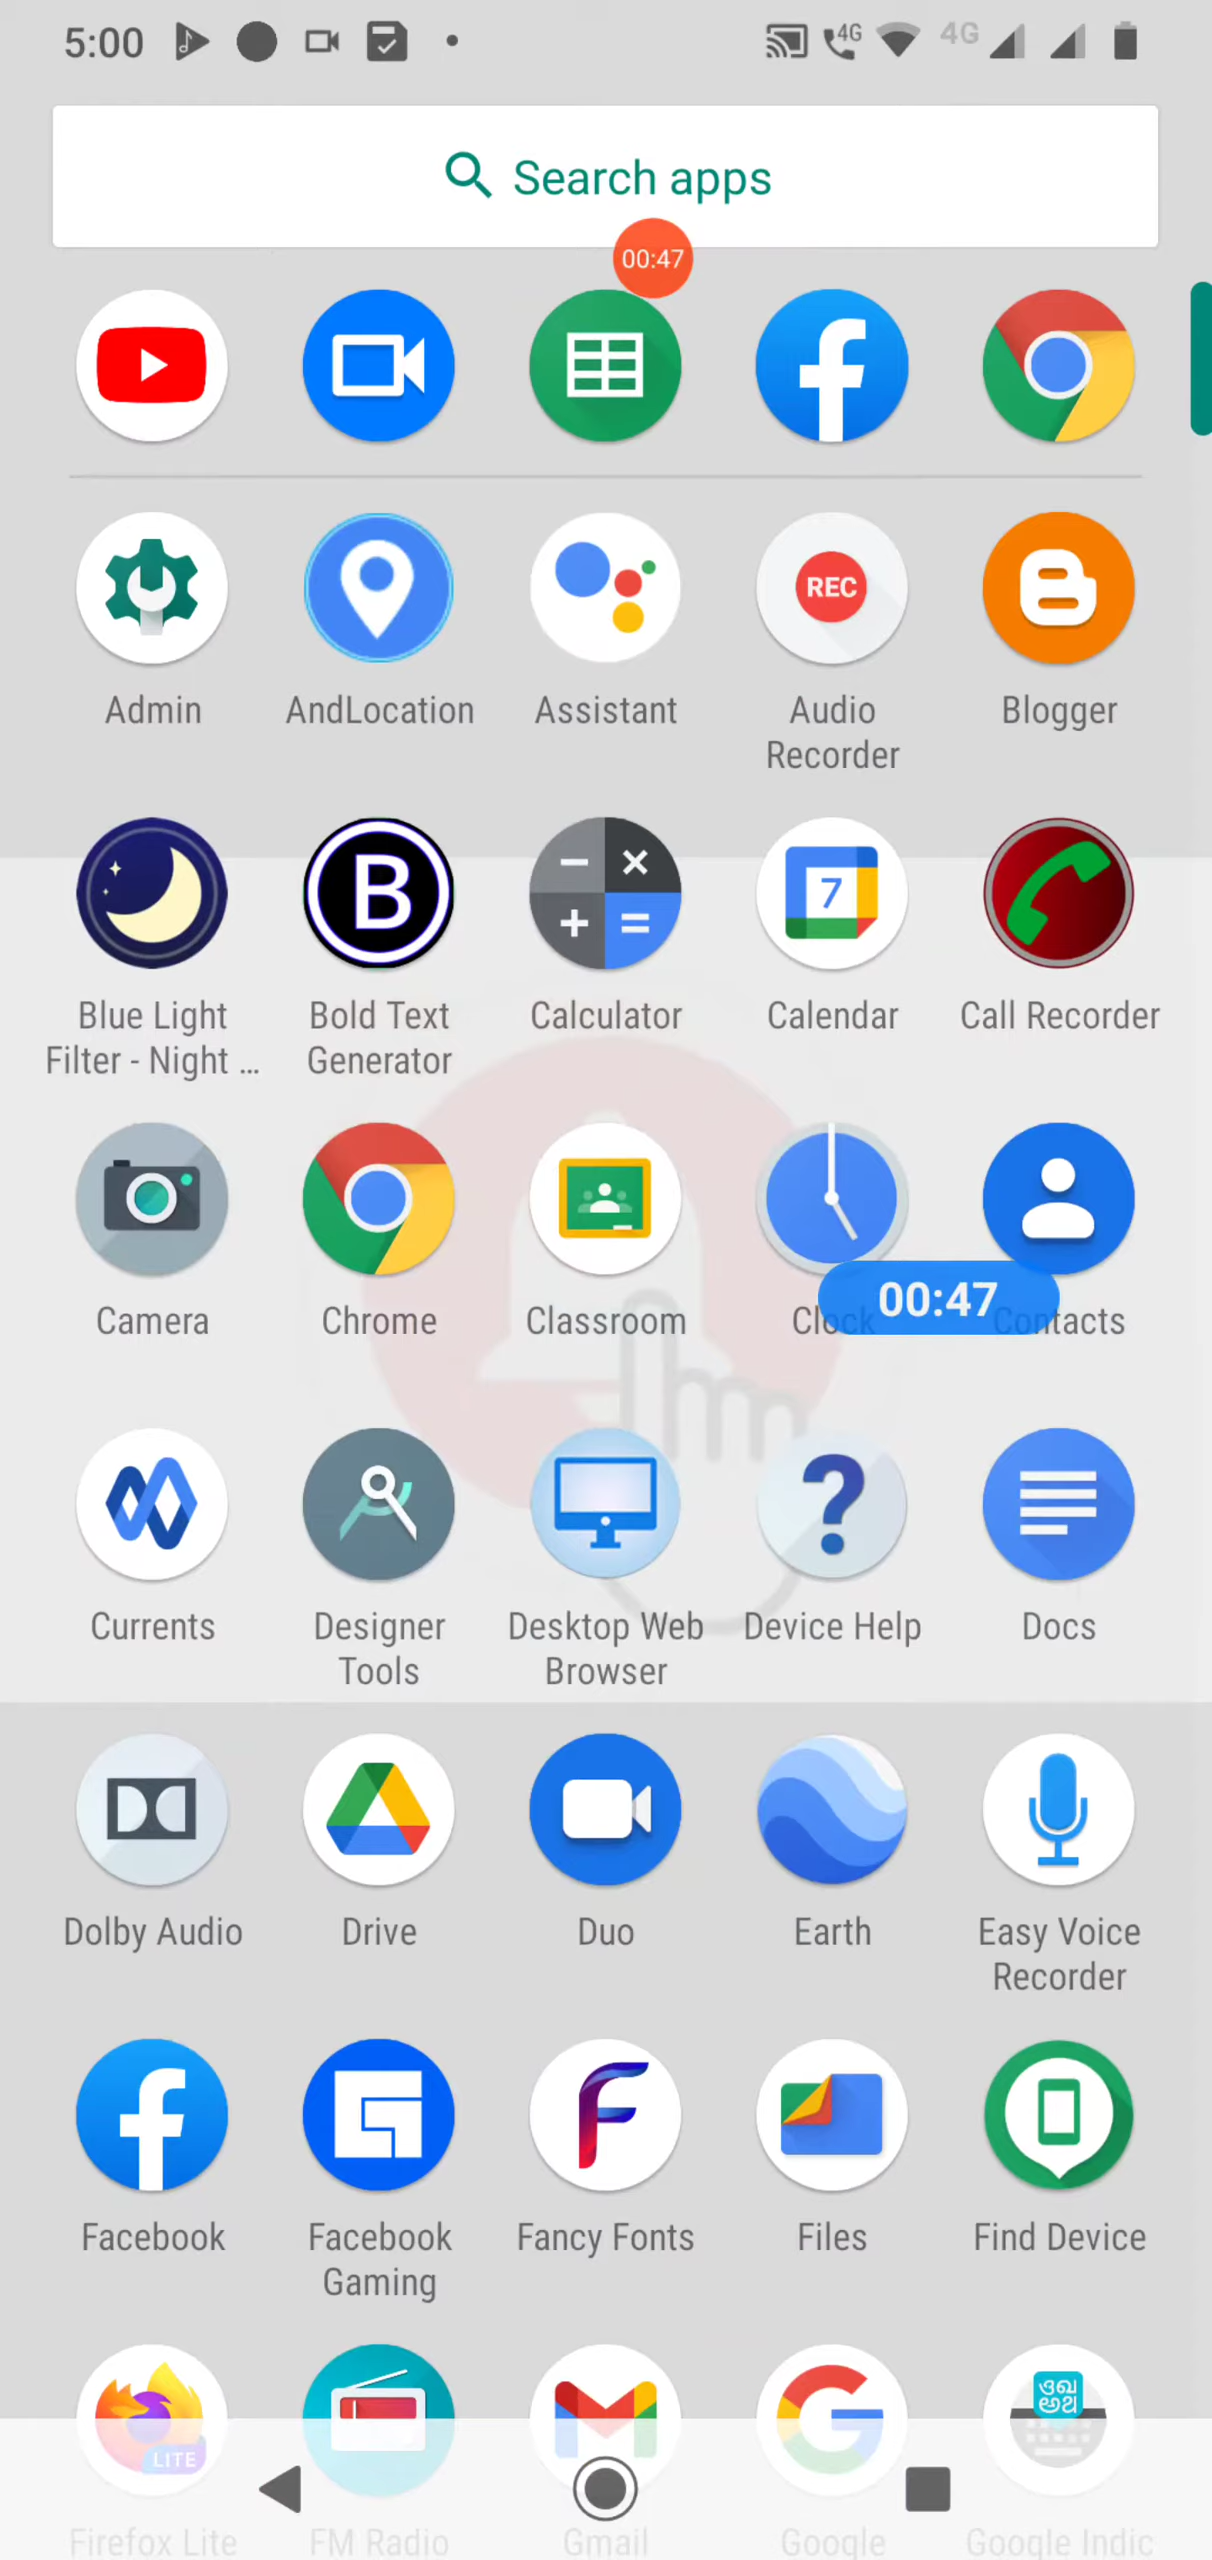 5:00
4G
4G
Search apps
00:47
Admin
AndLocation
Assistant
REC
Audio
Recorder
Blogger
B
7
Blue Light
Filter - Night ...
Bold Text
Generator
Calculator
Calendar
Call Recorder
Camera
Chrome
Classroom
Clock
00:47
Contacts
Currents
Designer
Tools
Desktop Web
Browser
Device Help
Docs
Dolby Audio
Drive
Duo
Earth
Easy Voice
Recorder
Facebook
Facebook
Gaming
Fancy Fonts
Files
Find Device
LITE
Firefox Lite
FM Radio
Gmail
Google
Google Indic